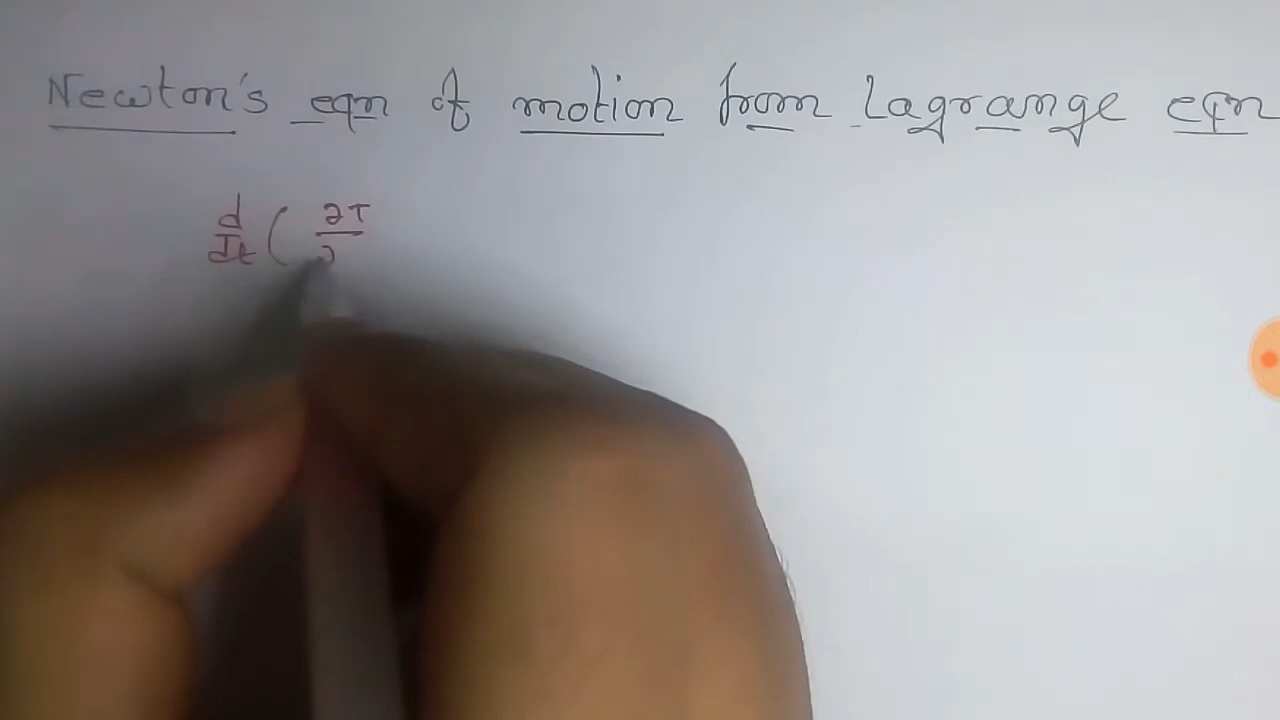 Newton's eqn of motion from Lagrange eqn
d/dt ( ∂T/∂